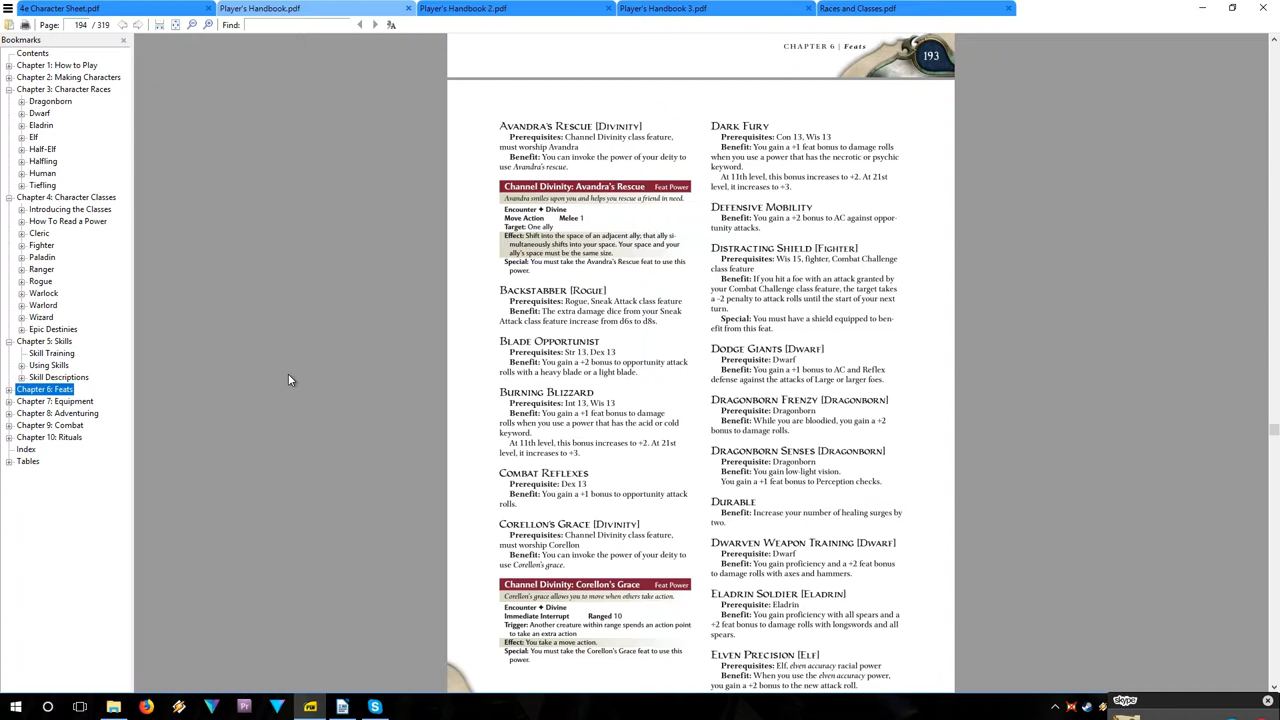 4e Character Sheet.pdf
Player's Handbook.pdf
Player's Handbook 2.pdf
Player's Handbook 3.pdf
Races and Classes.pdf
Page: 194 / 319
Find:
Bookmarks
Contents
Chapter 1: How to Play
Chapter 2: Making Characters
Chapter 3: Character Races
Dragonborn
Dwarf
Eladrin
Elf
Half-Elf
Halfling
Human
Tiefling
Chapter 4: Character Classes
Introducing the Classes
How To Read a Power
Cleric
Fighter
Paladin
Ranger
Rogue
Warlock
Warlord
Wizard
Epic Destinies
Chapter 5: Skills
Skill Training
Using Skills
Skill Descriptions
Chapter 6: Feats
Chapter 7: Equipment
Chapter 8: Adventuring
Chapter 9: Combat
Chapter 10: Rituals
Index
Tables
CHAPTER 6 | Feats
193
Avandra's Rescue [Divinity]
Prerequisites: Channel Divinity class feature,
must worship Avandra
Benefit: You can invoke the power of your deity to
use Avandra's rescue.
Channel Divinity: Avandra's Rescue Feat Power
Avandra smiles upon you and helps you rescue a friend in need.
Encounter ✦ Divine
Move Action Melee 1
Target: One ally
Effect: Shift into the space of an adjacent ally; that ally si-
multaneously shifts into your space. Your space and your
ally's space must be the same size.
Special: You must take the Avandra's Rescue feat to use this
power.
Backstabber [Rogue]
Prerequisites: Rogue, Sneak Attack class feature
Benefit: The extra damage dice from your Sneak
Attack class feature increase from d6s to d8s.
Blade Opportunist
Prerequisites: Str 13, Dex 13
Benefit: You gain a +2 bonus to opportunity attack
rolls with a heavy blade or a light blade.
Burning Blizzard
Prerequisites: Int 13, Wis 13
Benefit: You gain a +1 feat bonus to damage
rolls when you use a power that has the acid or cold
keyword.
At 11th level, this bonus increases to +2. At 21st
level, it increases to +3.
Combat Reflexes
Prerequisite: Dex 13
Benefit: You gain a +1 bonus to opportunity attack
rolls.
Corellon's Grace [Divinity]
Prerequisites: Channel Divinity class feature,
must worship Corellon
Benefit: You can invoke the power of your deity to
use Corellon's grace.
Channel Divinity: Corellon's Grace Feat Power
Corellon's grace allows you to move when others take action.
Encounter ✦ Divine
Immediate Interrupt Ranged 10
Trigger: Another creature within range spends an action point
to take an extra action
Effect: You take a move action.
Special: You must take the Corellon's Grace feat to use this
power.
Dark Fury
Prerequisites: Con 13, Wis 13
Benefit: You gain a +1 feat bonus to damage rolls
when you use a power that has the necrotic or psychic
keyword.
At 11th level, this bonus increases to +2. At 21st
level, it increases to +3.
Defensive Mobility
Benefit: You gain a +2 bonus to AC against oppor-
tunity attacks.
Distracting Shield [Fighter]
Prerequisites: Wis 15, fighter, Combat Challenge
class feature
Benefit: If you hit a foe with an attack granted by
your Combat Challenge class feature, the target takes
a -2 penalty to attack rolls until the start of your next
turn.
Special: You must have a shield equipped to ben-
efit from this feat.
Dodge Giants [Dwarf]
Prerequisite: Dwarf
Benefit: You gain a +1 bonus to AC and Reflex
defense against the attacks of Large or larger foes.
Dragonborn Frenzy [Dragonborn]
Prerequisite: Dragonborn
Benefit: While you are bloodied, you gain a +2
bonus to damage rolls.
Dragonborn Senses [Dragonborn]
Prerequisite: Dragonborn
Benefit: You gain low-light vision.
You gain a +1 feat bonus to Perception checks.
Durable
Benefit: Increase your number of healing surges by
two.
Dwarven Weapon Training [Dwarf]
Prerequisite: Dwarf
Benefit: You gain proficiency and a +2 feat bonus
to damage rolls with axes and hammers.
Eladrin Soldier [Eladrin]
Prerequisite: Eladrin
Benefit: You gain proficiency with all spears and a
+2 feat bonus to damage rolls with longswords and all
spears.
Elven Precision [Elf]
Prerequisites: Elf, elven accuracy racial power
Benefit: When you use the elven accuracy power,
you gain a +2 bonus to the new attack roll.
skype